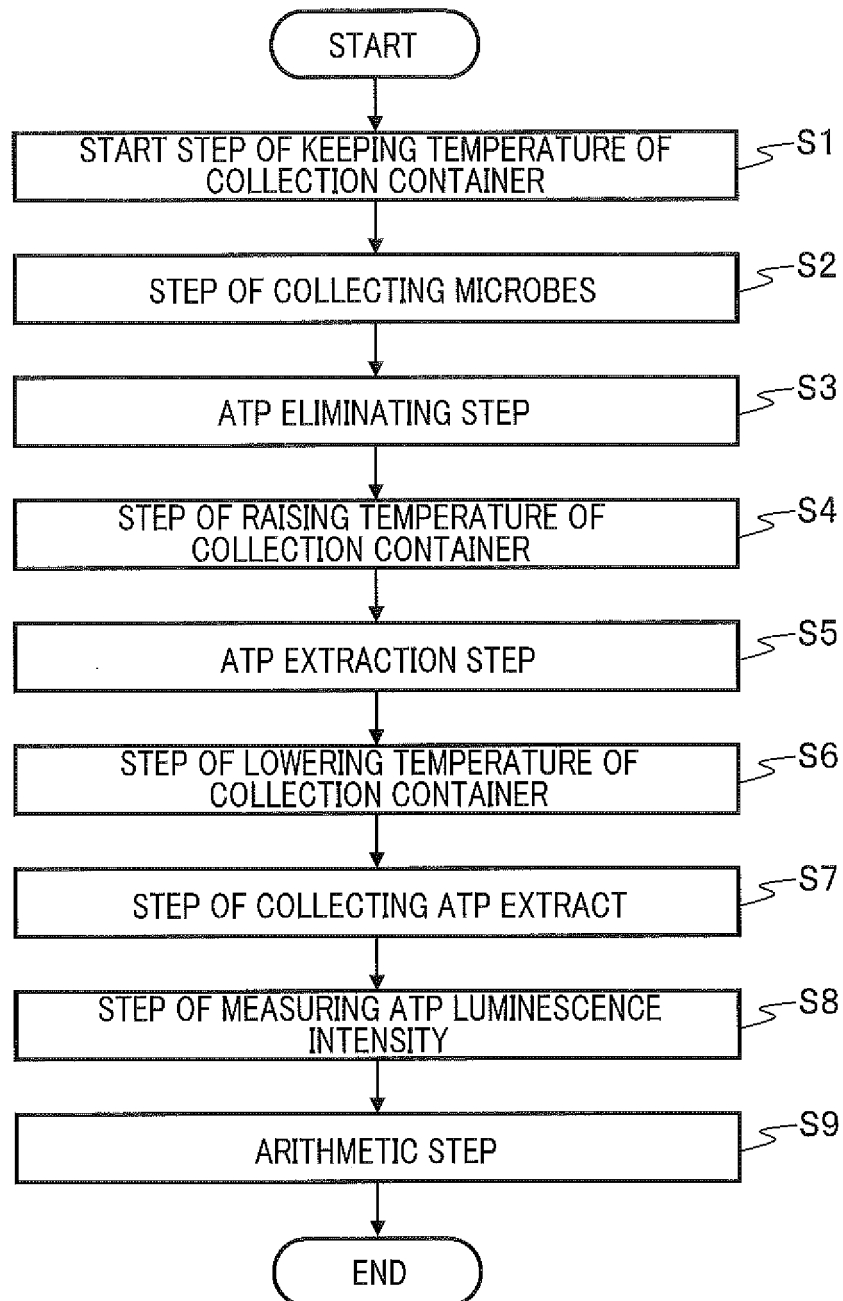 START
START STEP OF KEEPING TEMPERATURE OF
COLLECTION CONTAINER
S1
STEP OF COLLECTING MICROBES
S2
ATP ELIMINATING STEP
S3
STEP OF RAISING TEMPERATURE OF
COLLECTION CONTAINER
S4
ATP EXTRACTION STEP
S5
STEP OF LOWERING TEMPERATURE OF
COLLECTION CONTAINER
S6
STEP OF COLLECTING ATP EXTRACT
S7
STEP OF MEASURING ATP LUMINESCENCE
INTENSITY
S8
ARITHMETIC STEP
S9
END